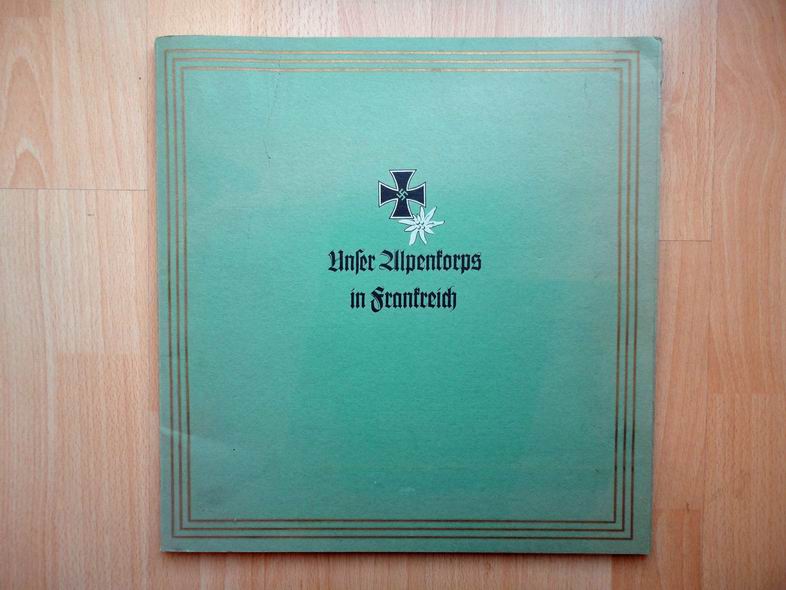 Unser Alpenkorps
in Frankreich